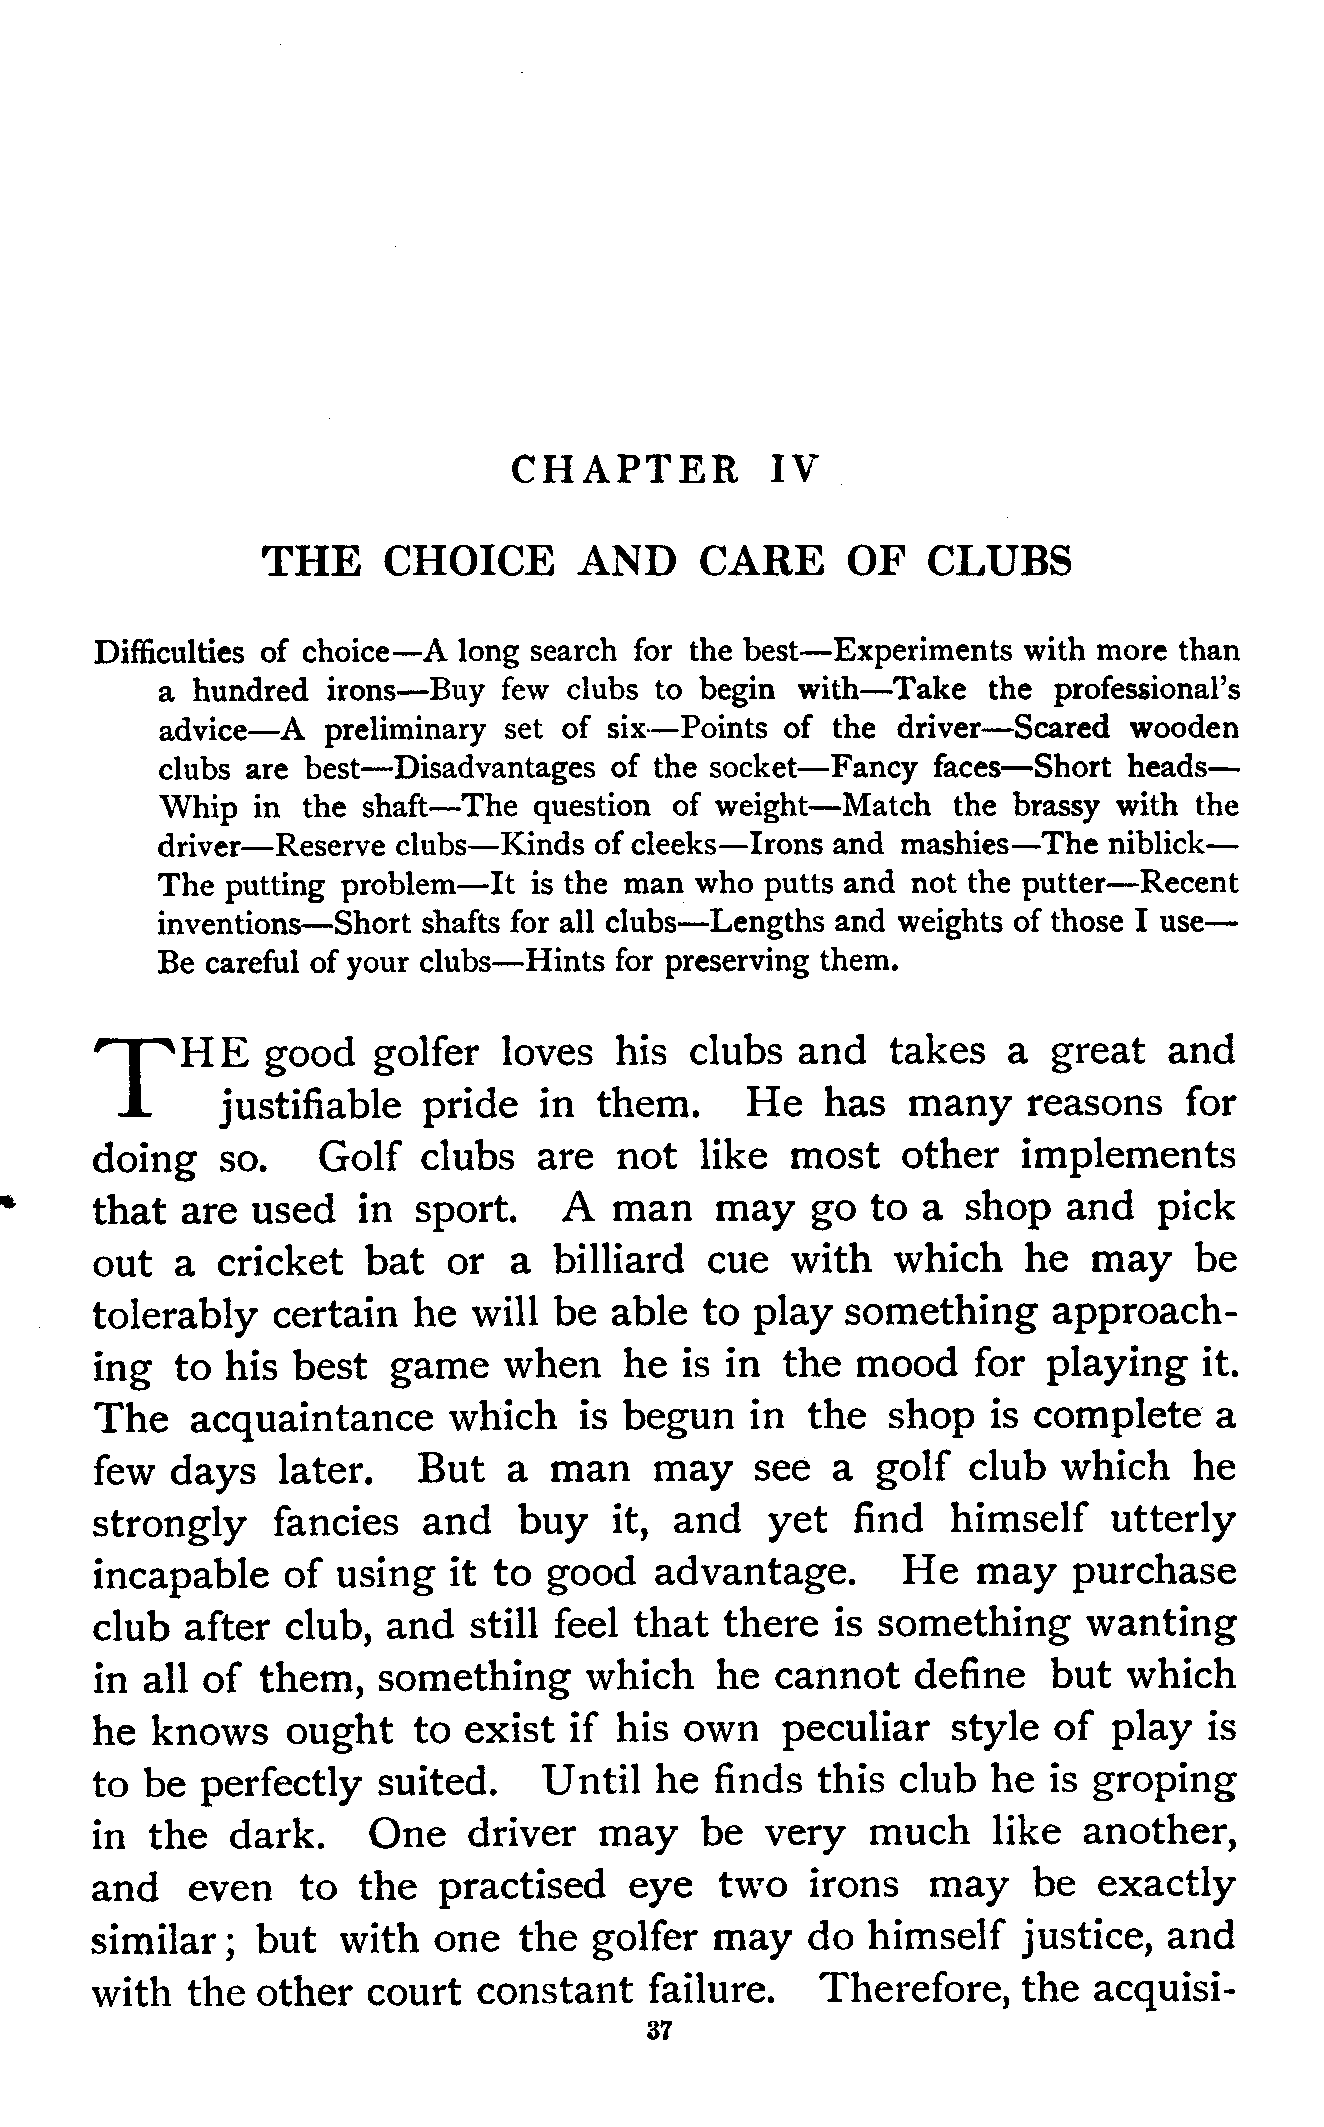 CHAPTER IV
THE CHOICE AND CARE OF CLUBS
Difficulties of choice—A long search for the best—Experiments with more than
a hundred irons—Buy few clubs to begin with—Take the professional's
advice—A preliminary set of six—Points of the driver—Scared wooden
clubs are best—Disadvantages of the socket—Fancy faces—Short heads—
Whip in the shaft—The question of weight—Match the brassy with the
driver—Reserve clubs—Kinds of cleeks—Irons and mashies—The niblick—
The putting problem—It is the man who putts and not the putter—Recent
inventions—Short shafts for all clubs—Lengths and weights of those I use—
Be careful of your clubs—Hints for preserving them.
THE good golfer loves his clubs and takes a great and
justifiable pride in them. He has many reasons for
doing so. Golf clubs are not like most other implements
that are used in sport. A man may go to a shop and pick
out a cricket bat or a billiard cue with which he may be
tolerably certain he will be able to play something approach-
ing to his best game when he is in the mood for playing it.
The acquaintance which is begun in the shop is complete a
few days later. But a man may see a golf club which he
strongly fancies and buy it, and yet find himself utterly
incapable of using it to good advantage. He may purchase
club after club, and still feel that there is something wanting
in all of them, something which he cannot define but which
he knows ought to exist if his own peculiar style of play is
to be perfectly suited. Until he finds this club he is groping
in the dark. One driver may be very much like another,
and even to the practised eye two irons may be exactly
similar; but with one the golfer may do himself justice, and
with the other court constant failure. Therefore, the acquisi-
37